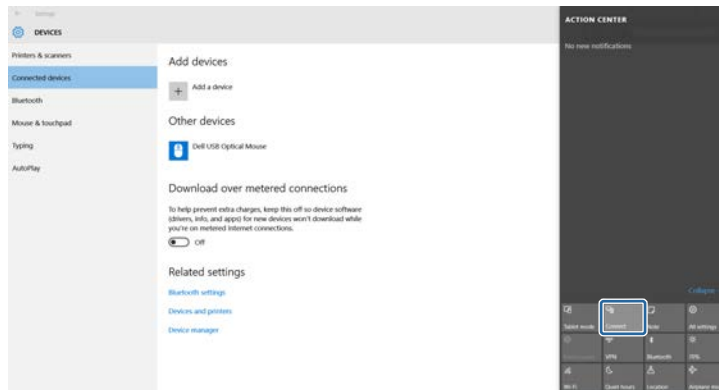 Settings
DEVICES
Printers & scanners
Connected devices
Bluetooth
Mouse & touchpad
Typing
AutoPlay
Add devices
Add a device
Other devices
Dell USB Optical Mouse
Download over metered connections
To help prevent extra charges, keep this off so device software
(drivers, info, and apps) for new devices won't download while
you're on metered Internet connections.
Off
Related settings
Bluetooth settings
Devices and printers
Device manager
ACTION CENTER
No new notifications
Collapse
Tablet mode
Connect
Note
All settings
VPN
Bluetooth
70%
Wi-Fi
Quiet hours
Location
Airplane mo